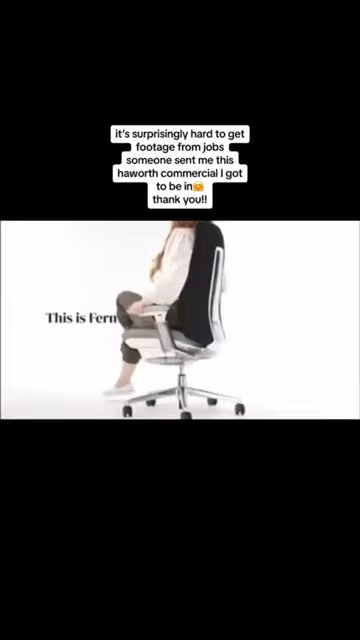 it's surprisingly hard to get
footage from jobs
someone sent me this
haworth commercial I got
to be in🤗
thank you!!
This is Fern